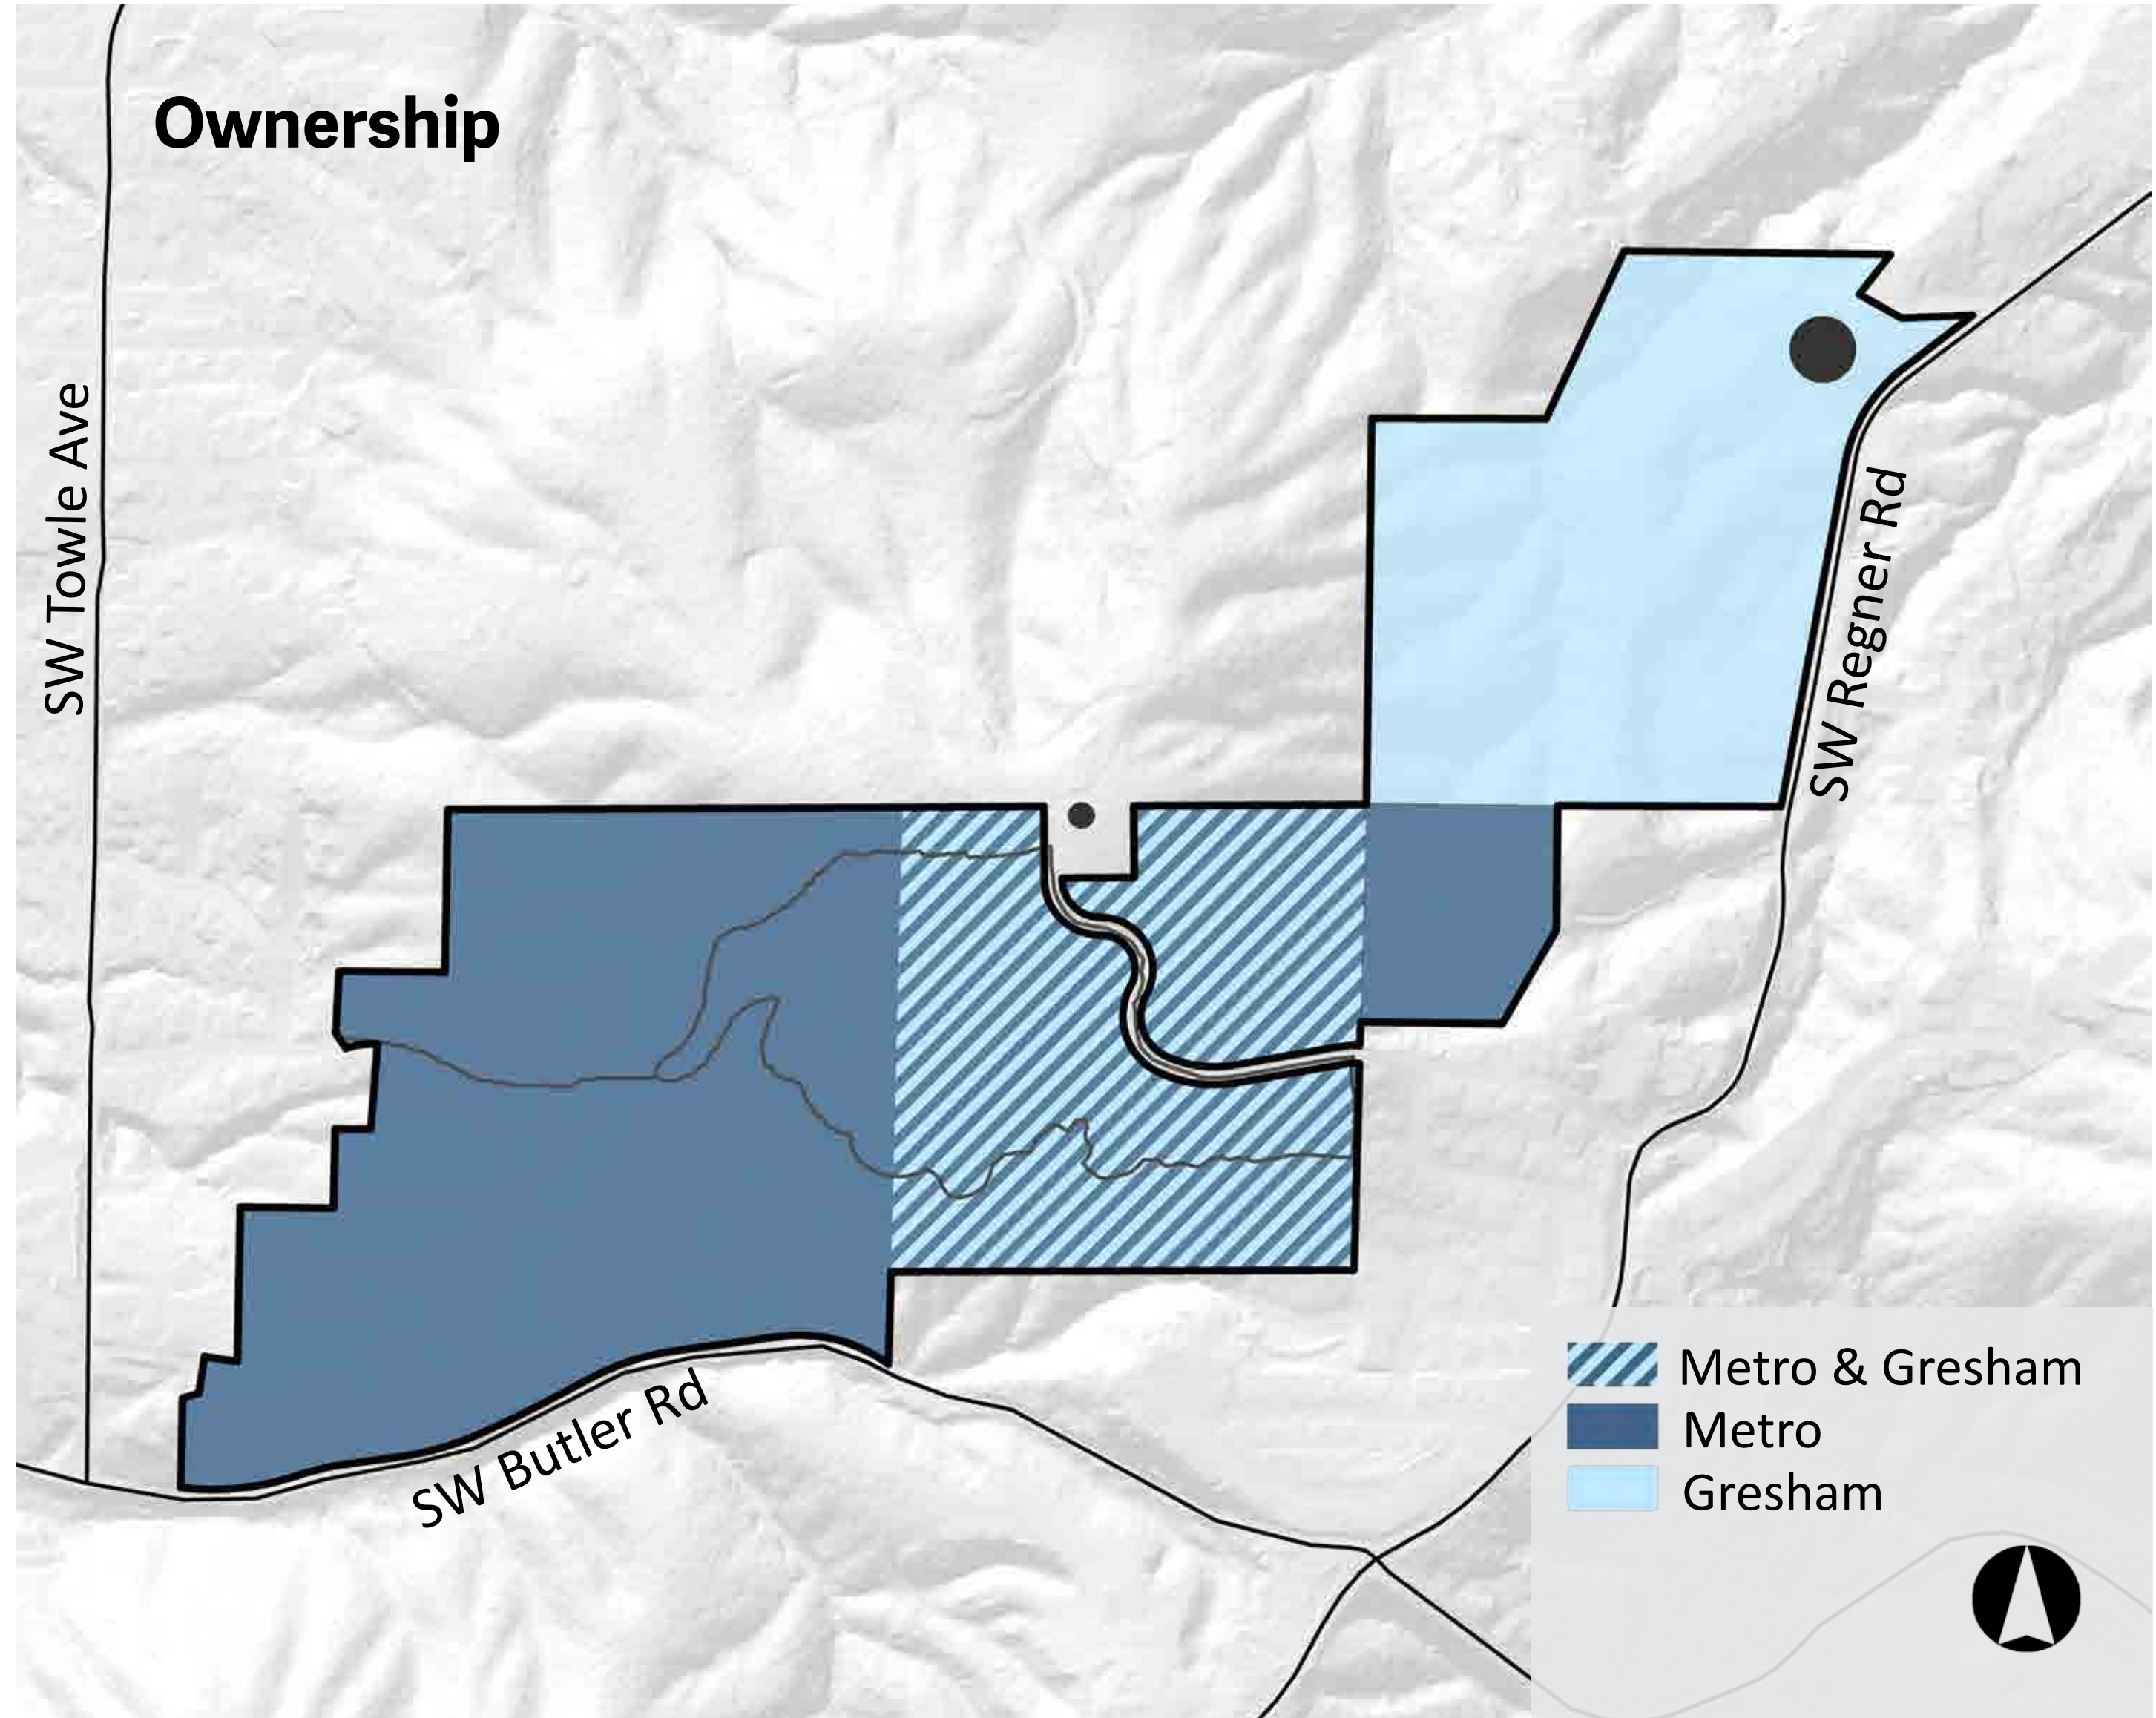 Ownership
SW Towle Ave
SW Regner Rd
SW Butler Rd
Metro & Gresham
Metro
Gresham